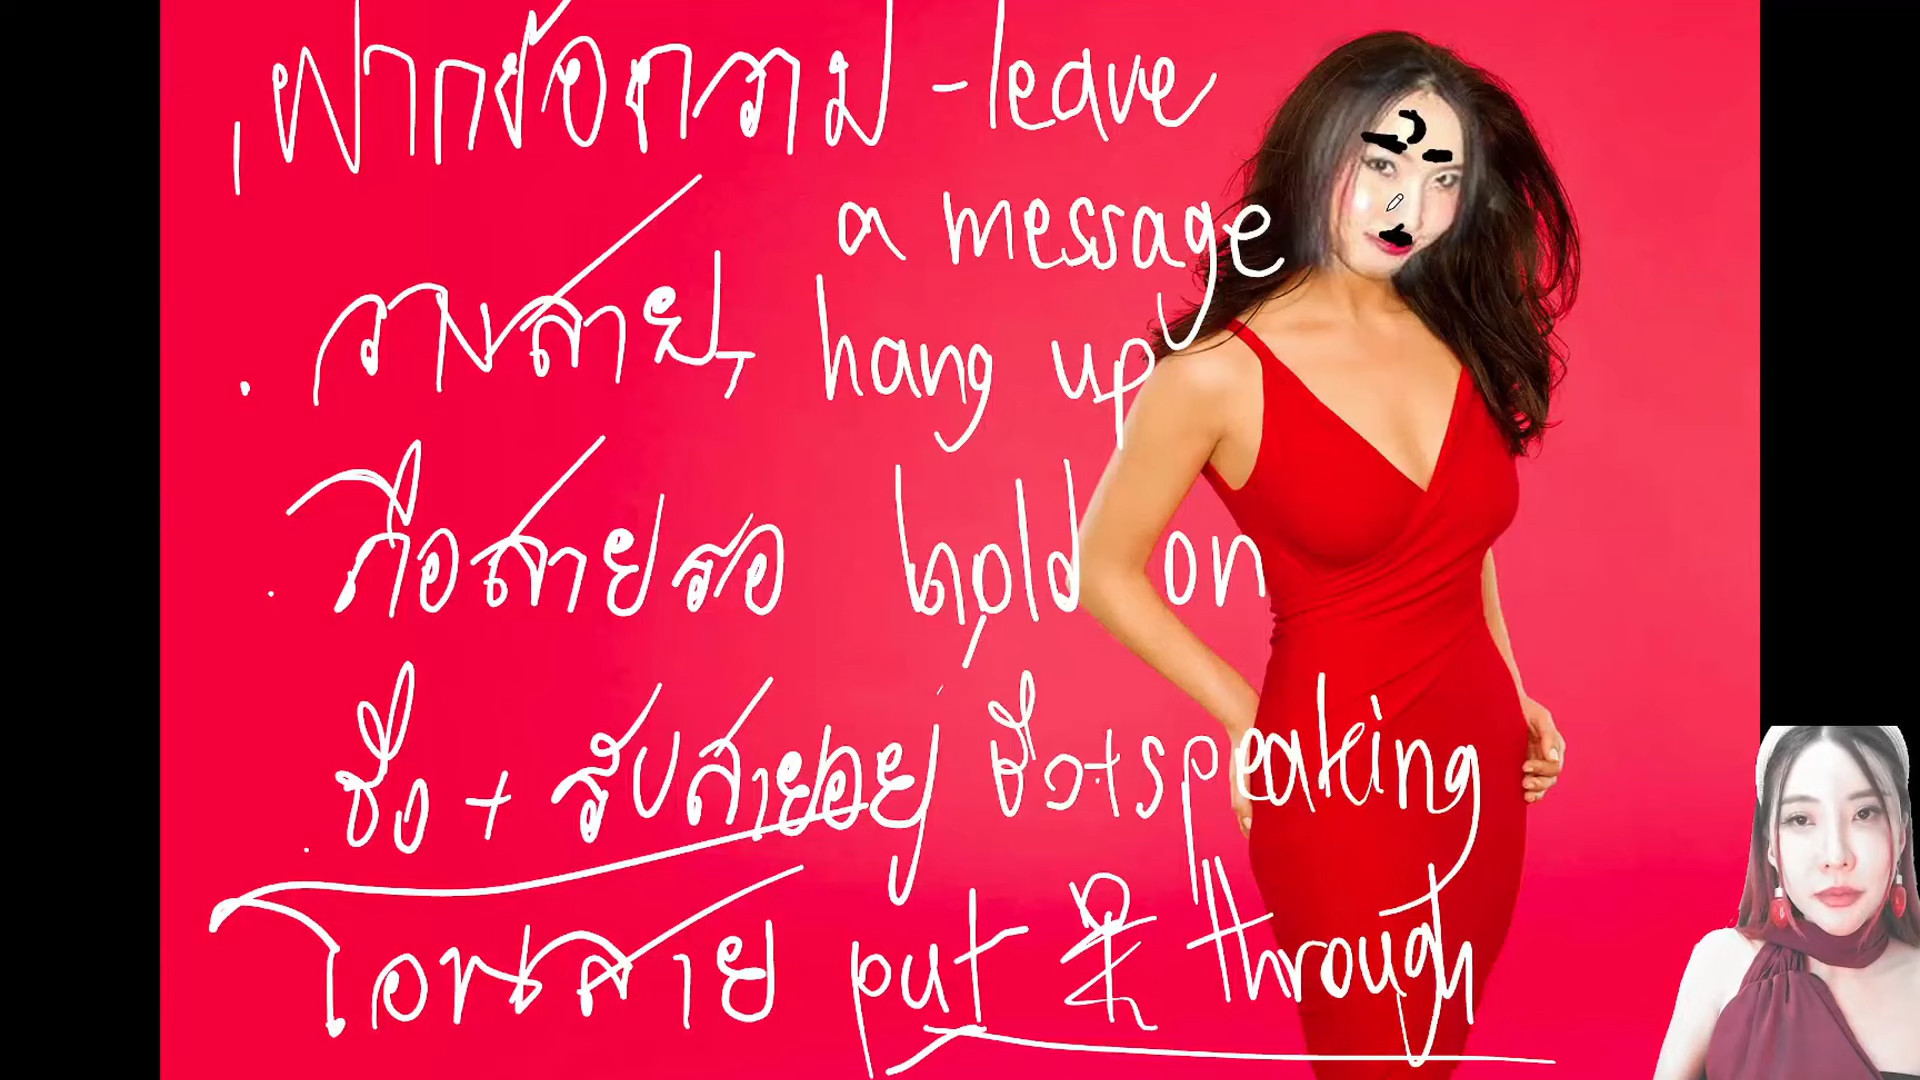 ฝากข้อความ - leave
a message
วางสาย, hang up
ถือสายรอ hold on
ชื่อ + รับสายอยู่ ชื่อ + speaking
โอนสาย put through